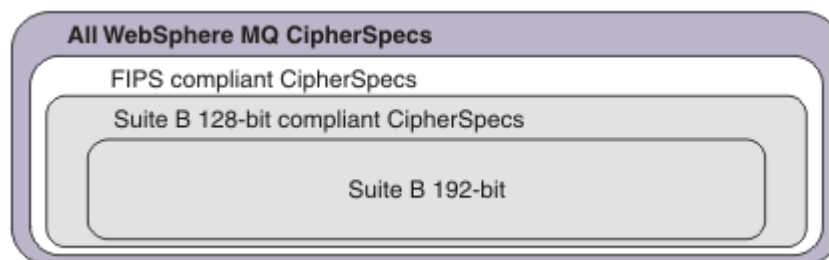 All WebSphere MQ CipherSpecs
FIPS compliant CipherSpecs
Suite B 128-bit compliant CipherSpecs
Suite B 192-bit